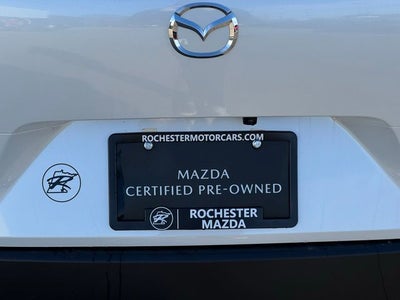 ROCHESTERMOTORCARS.COM
MAZDA
CERTIFIED PRE-OWNED
ROCHESTER
MAZDA